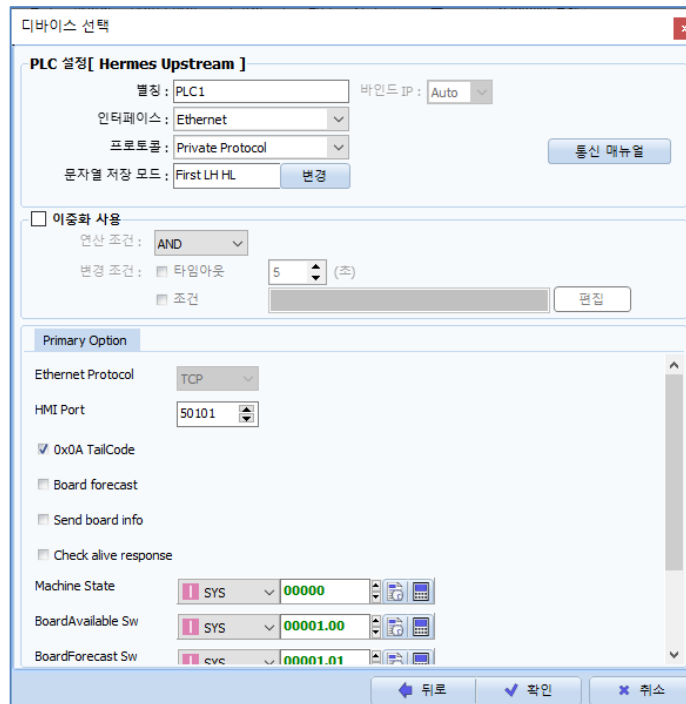 디바이스 선택
PLC 설정[ Hermes Upstream ]
별칭 : PLC1 바인드 IP : Auto
인터페이스 : Ethernet
프로토콜 : Private Protocol 통신 매뉴얼
문자열 저장 모드 : First LH HL 변경
이중화 사용
연산 조건 : AND
변경 조건 : 타임아웃 5 (초)
조건 편집
Primary Option
Ethernet Protocol TCP
HMI Port 50101
0x0A TailCode
Board forecast
Send board info
Check alive response
Machine State SYS 00000
BoardAvailable Sw SYS 00001.00
BoardForecast Sw SYS 00001.01
뒤로 확인 취소